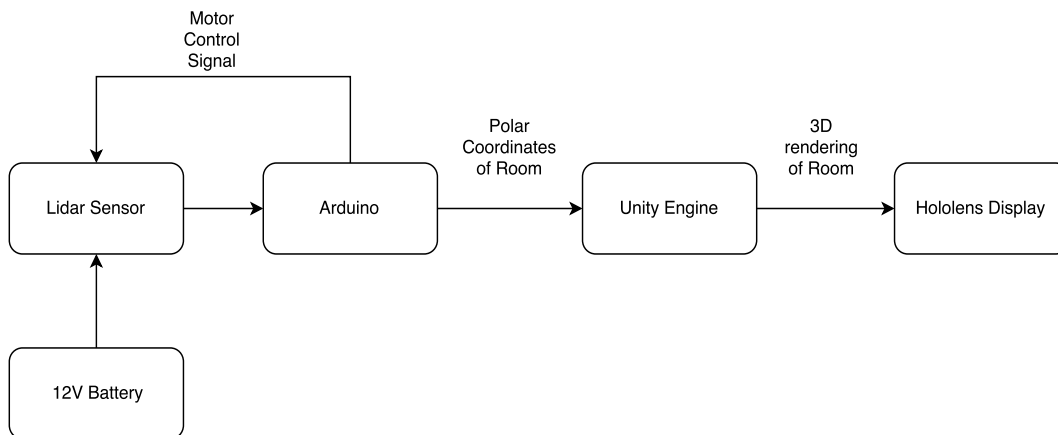 Motor
Control
Signal
Polar
Coordinates
of Room
3D
rendering
of Room
Lidar Sensor
Arduino
Unity Engine
Hololens Display
12V Battery